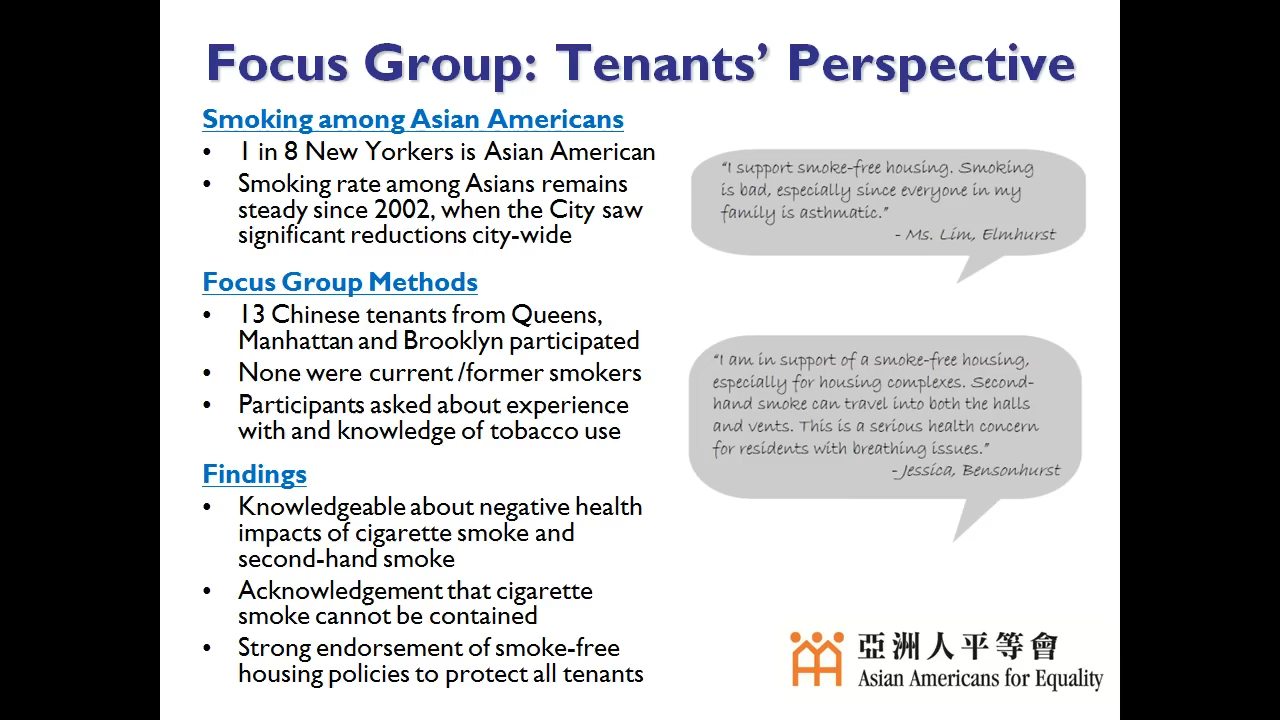 Focus Group: Tenants’ Perspective
Smoking among Asian Americans
• 1 in 8 New Yorkers is Asian American
• Smoking rate among Asians remains
steady since 2002, when the City saw
significant reductions city-wide
Focus Group Methods
• 13 Chinese tenants from Queens,
Manhattan and Brooklyn participated
• None were current /former smokers
• Participants asked about experience
with and knowledge of tobacco use
Findings
• Knowledgeable about negative health
impacts of cigarette smoke and
second-hand smoke
• Acknowledgement that cigarette
smoke cannot be contained
• Strong endorsement of smoke-free
housing policies to protect all tenants
“I support smoke-free housing. Smoking
is bad, especially since everyone in my
family is asthmatic.”
- Ms. Lim, Elmhurst
“I am in support of a smoke-free housing,
especially for housing complexes. Second-
hand smoke can travel into both the halls
and vents. This is a serious health concern
for residents with breathing issues.”
- Jessica, Bensonhurst
亞洲人平等會
Asian Americans for Equality